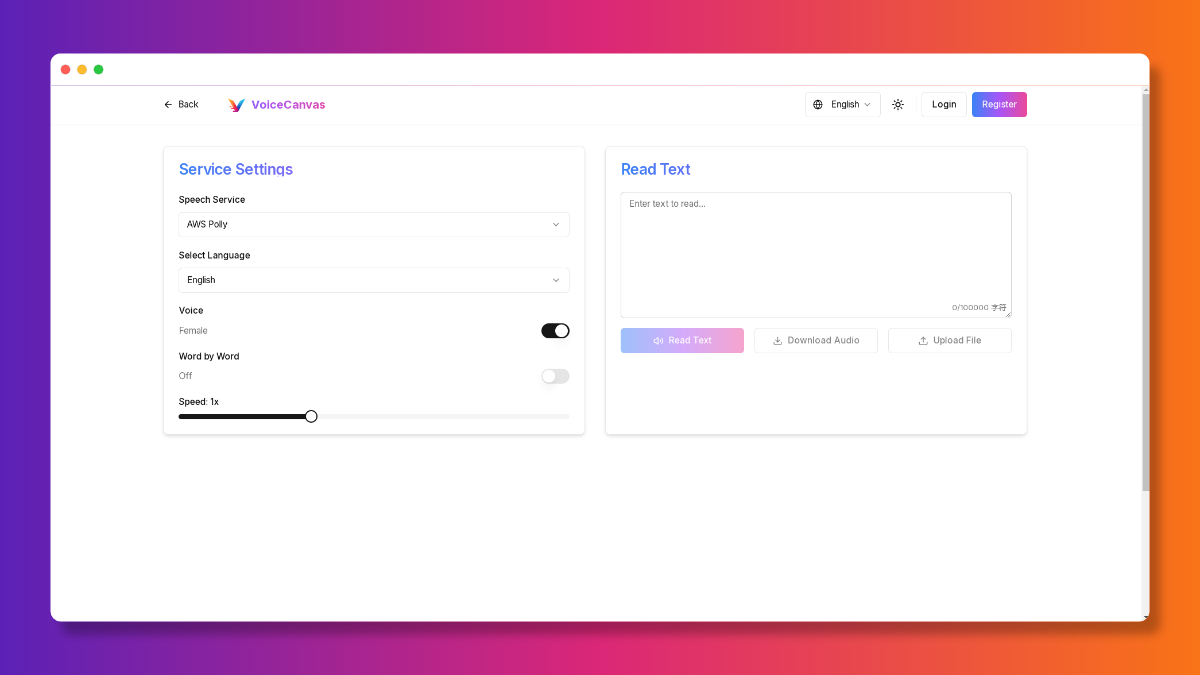 Back
VoiceCanvas
English
Login
Register
Service Settings
Speech Service
AWS Polly
Select Language
English
Voice
Female
Word by Word
Off
Speed: 1x
Read Text
Enter text to read...
0/100000 字符
Read Text
Download Audio
Upload File